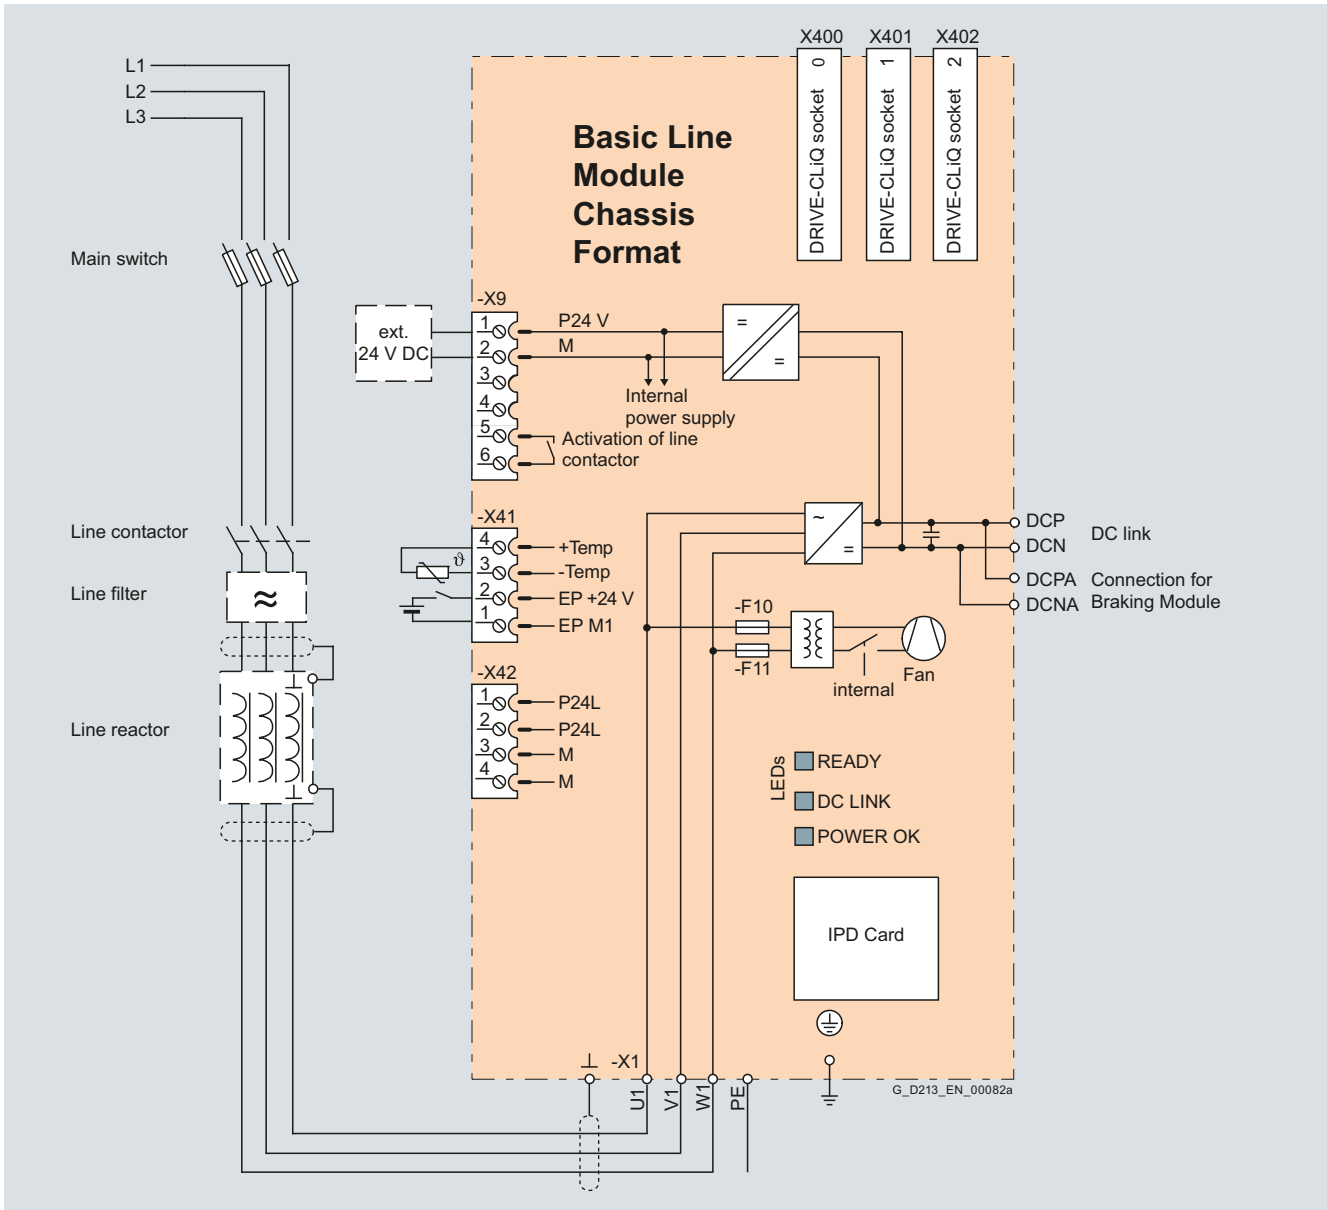 X400 X401 X402
L1
L2
L3
DRIVE-CLiQ socket 0
DRIVE-CLiQ socket 1
DRIVE-CLiQ socket 2
Basic Line
Module
Chassis
Format
Main switch
-X9
ext.
24 V DC
1
2
3
4
5
6
P24 V
M
=
=
Internal
power supply
Activation of line
contactor
Line contactor
-X41
4
3
2
1
ϑ
+Temp
-Temp
EP +24 V
EP M1
~
=
DCP
DCN
DC link
DCPA
DCNA
Connection for
Braking Module
Line filter
≈
-F10
-F11
internal
Fan
-X42
1
2
3
4
P24L
P24L
M
M
Line reactor
LEDs
READY
DC LINK
POWER OK
IPD Card
-X1
U1
V1
W1
PE
G_D213_EN_00082a